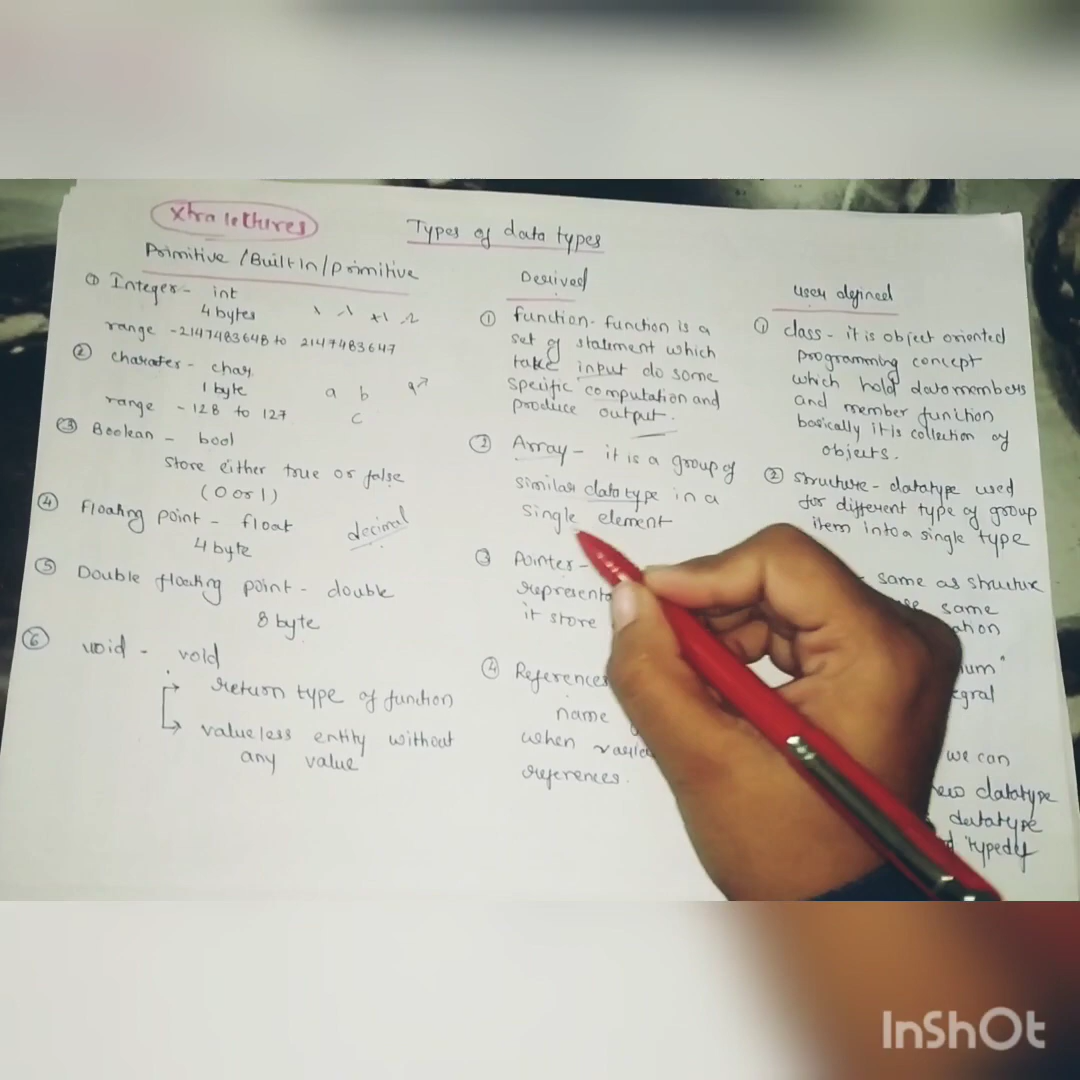 Xtra lectures
Types of data types
Primitive / Built In / primitive
① Integer - int
4 bytes
range -2147483648 to 2147483647
② character - char
1 byte
a b
c
range -128 to 127
③ Boolean - bool
store either true or false
(0 or 1)
④ Floating point - float
decimal
4 byte
⑤ Double floating point - double
8 byte
⑥ void - void
return type of function
valueless entity without
any value
Derived
① function - function is a
set of statement which
take input do some
specific computation and
produce output.
② Array - it is a group of
similar data type in a
single element
③ Pointer -
it store
④ References
name
when
references.
user defined
① class - it is object orionted
programming concept
which hold datamembers
and member function
basically it is collection of
objects.
② structure - datatype used
for different type of group
item into a single type
same as structure
same
we can
new datatype
datatype
typedef
InShOt